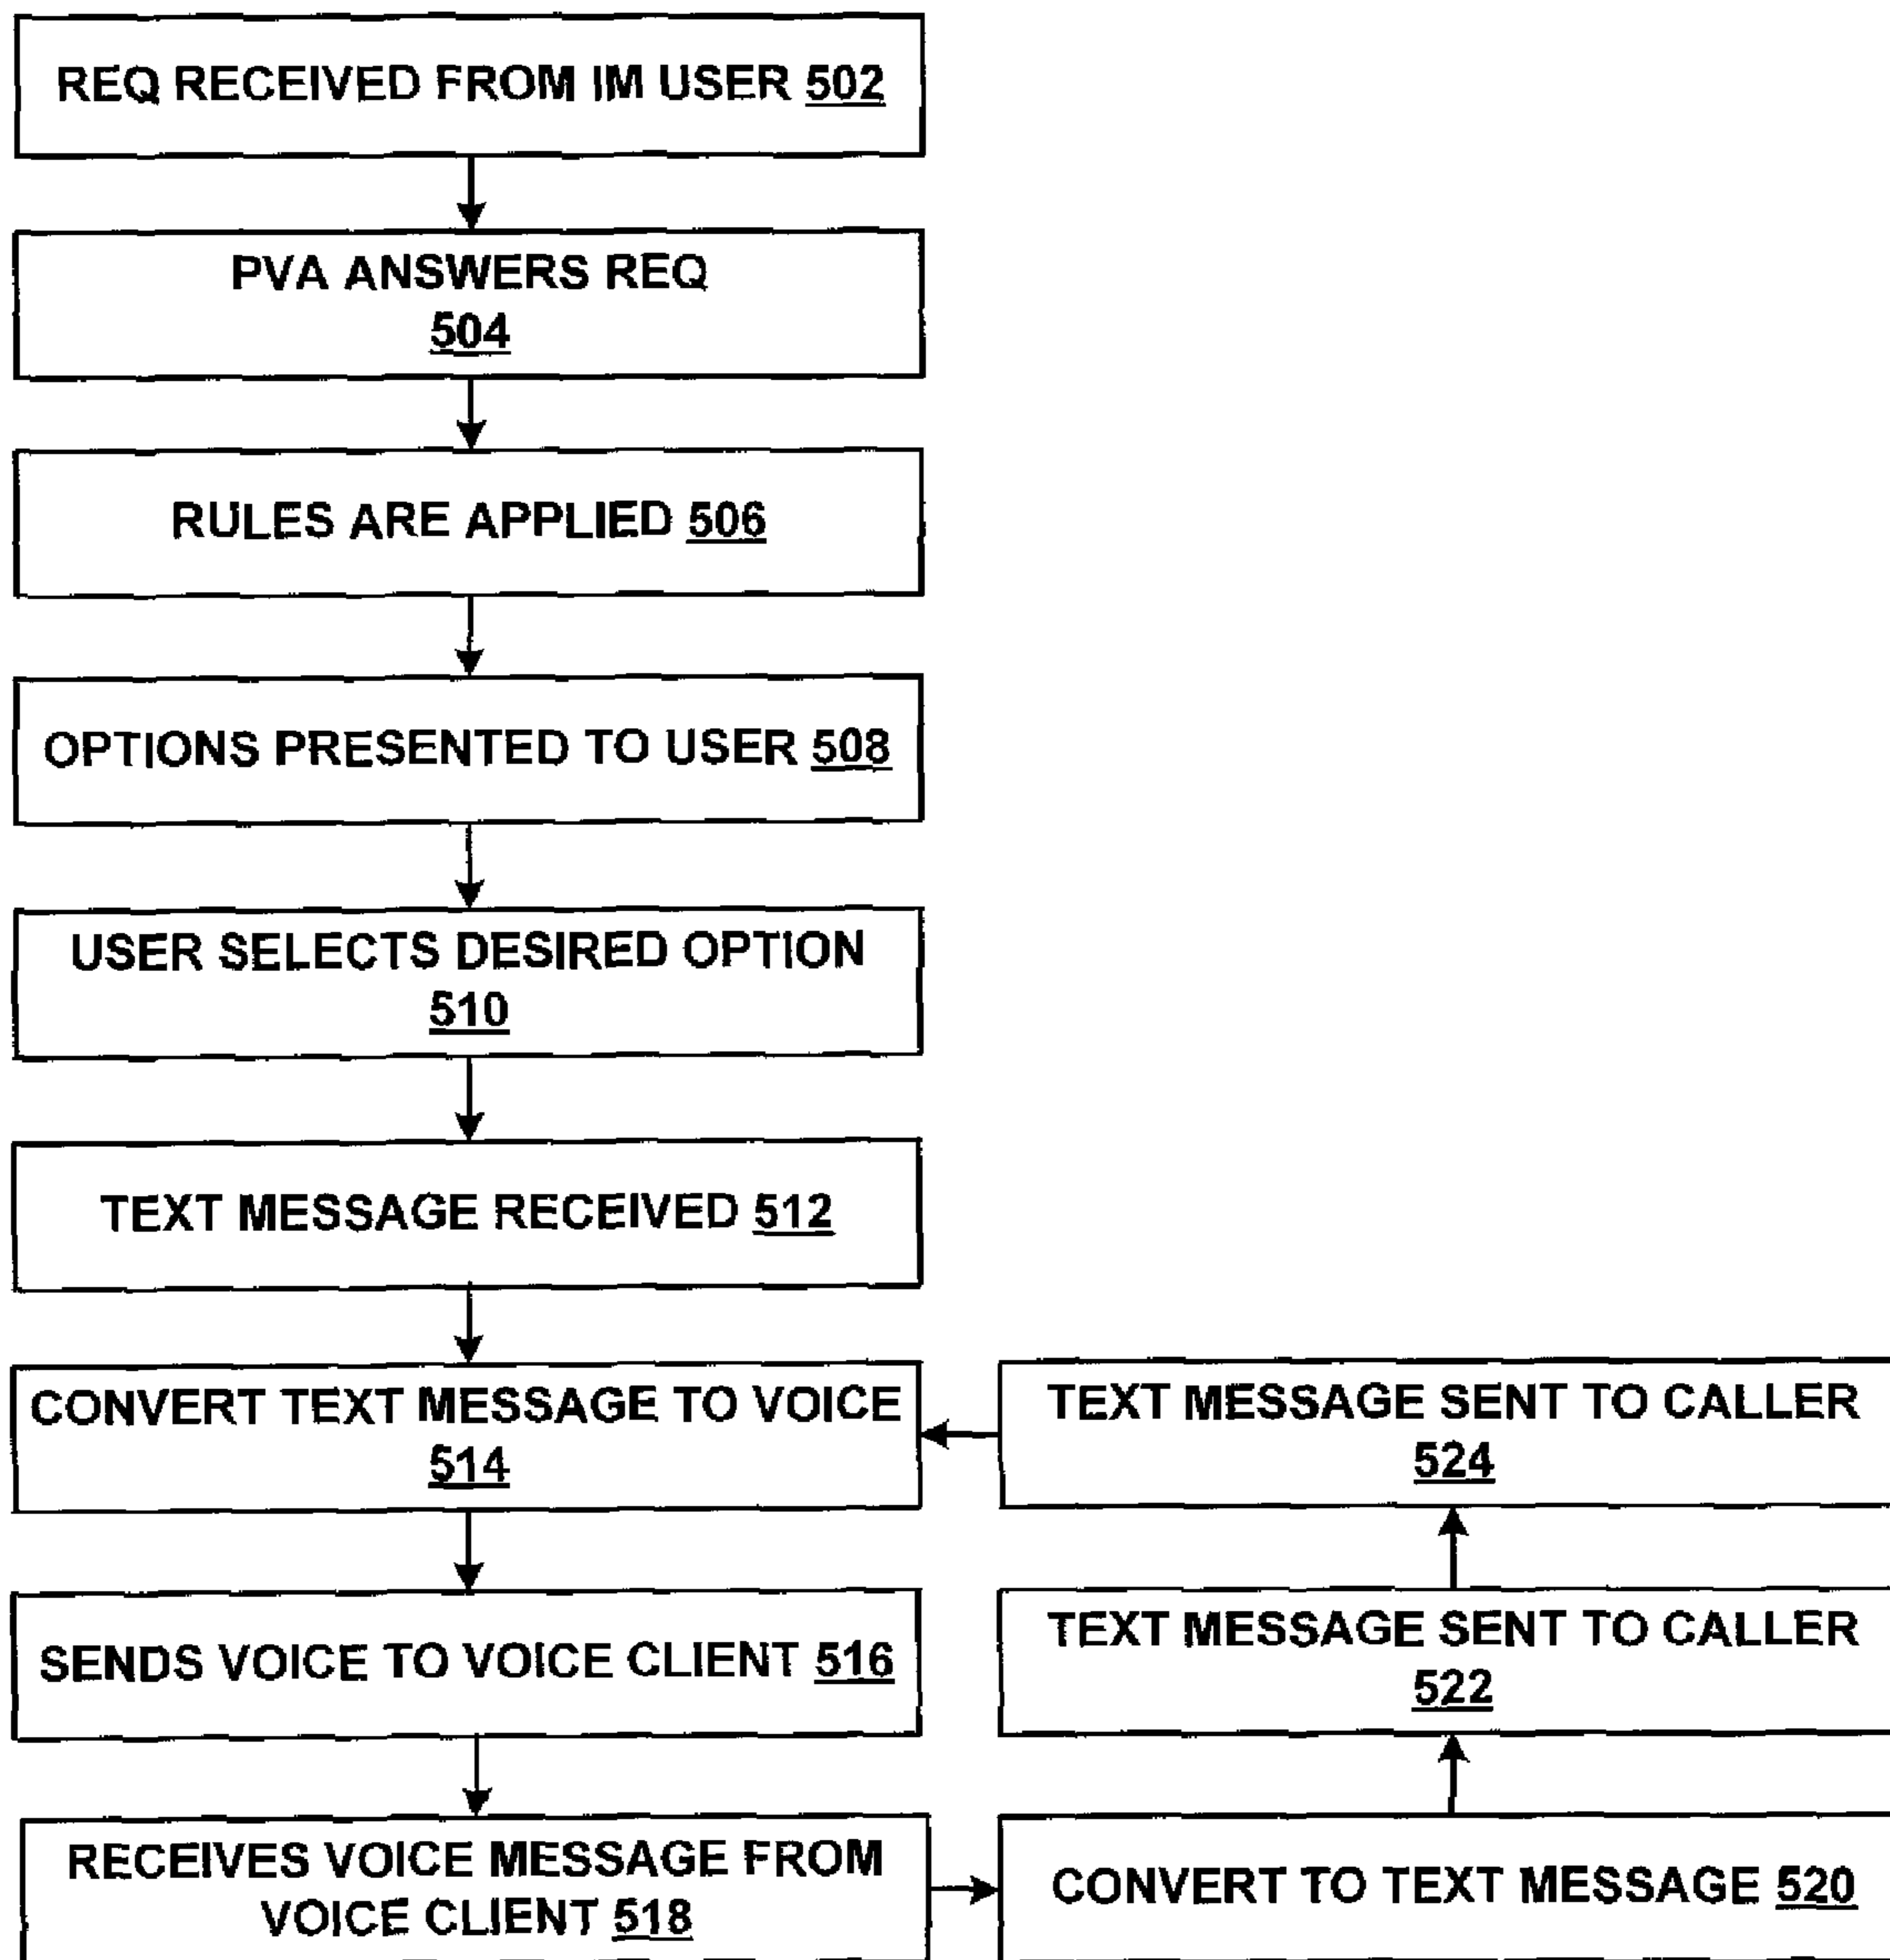 REQ RECEIVED FROM IM USER 502
PVA ANSWERS REQ
504
RULES ARE APPLIED 506
OPTIONS PRESENTED TO USER 508
USER SELECTS DESIRED OPTION
510
TEXT MESSAGE RECEIVED 512
CONVERT TEXT MESSAGE TO VOICE
514
SENDS VOICE TO VOICE CLIENT 516
RECEIVES VOICE MESSAGE FROM
VOICE CLIENT 518
CONVERT TO TEXT MESSAGE 520
TEXT MESSAGE SENT TO CALLER
522
TEXT MESSAGE SENT TO CALLER
524